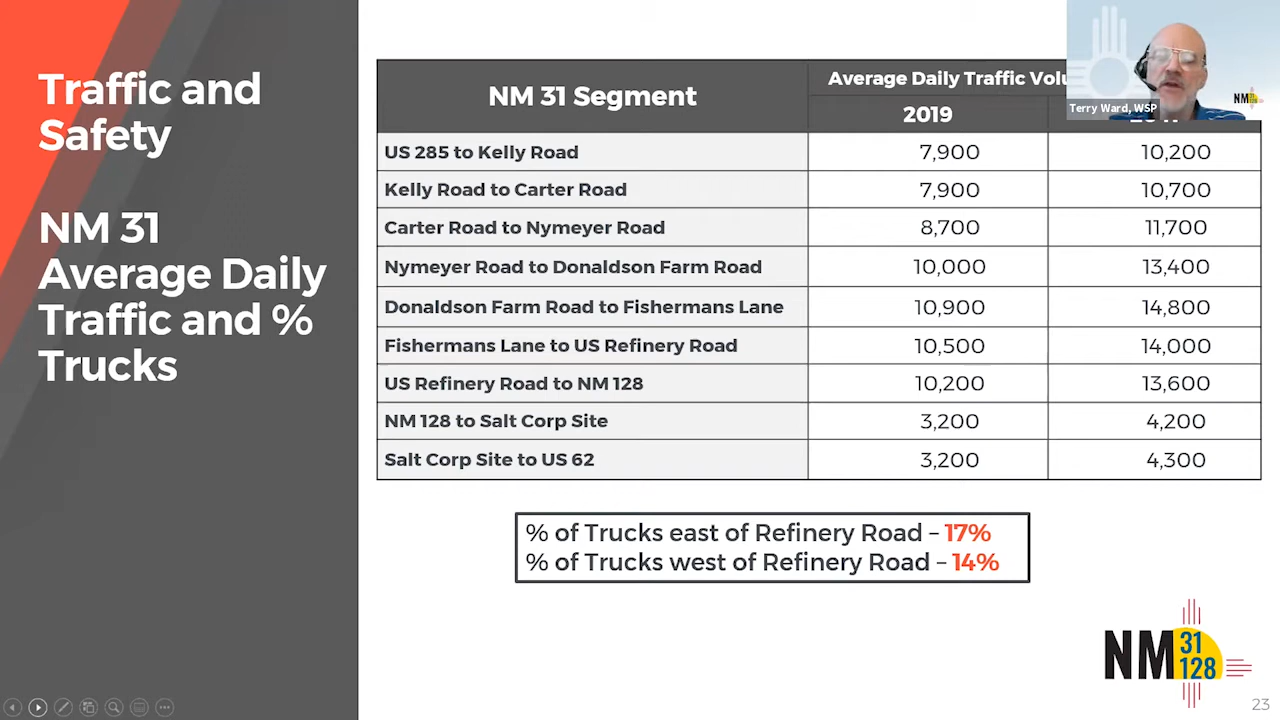 Traffic and
Safety
NM 31
Average Daily
Traffic and %
Trucks
NM 31 Segment
Average Daily Traffic
2019
US 285 to Kelly Road 7,900 10,200
Kelly Road to Carter Road 7,900 10,700
Carter Road to Nymeyer Road 8,700 11,700
Nymeyer Road to Donaldson Farm Road 10,000 13,400
Donaldson Farm Road to Fishermans Lane 10,900 14,800
Fishermans Lane to US Refinery Road 10,500 14,000
US Refinery Road to NM 128 10,200 13,600
NM 128 to Salt Corp Site 3,200 4,200
Salt Corp Site to US 62 3,200 4,300
% of Trucks east of Refinery Road – 17%
% of Trucks west of Refinery Road – 14%
Terry Ward, WSP
NM
NM 31
128
23